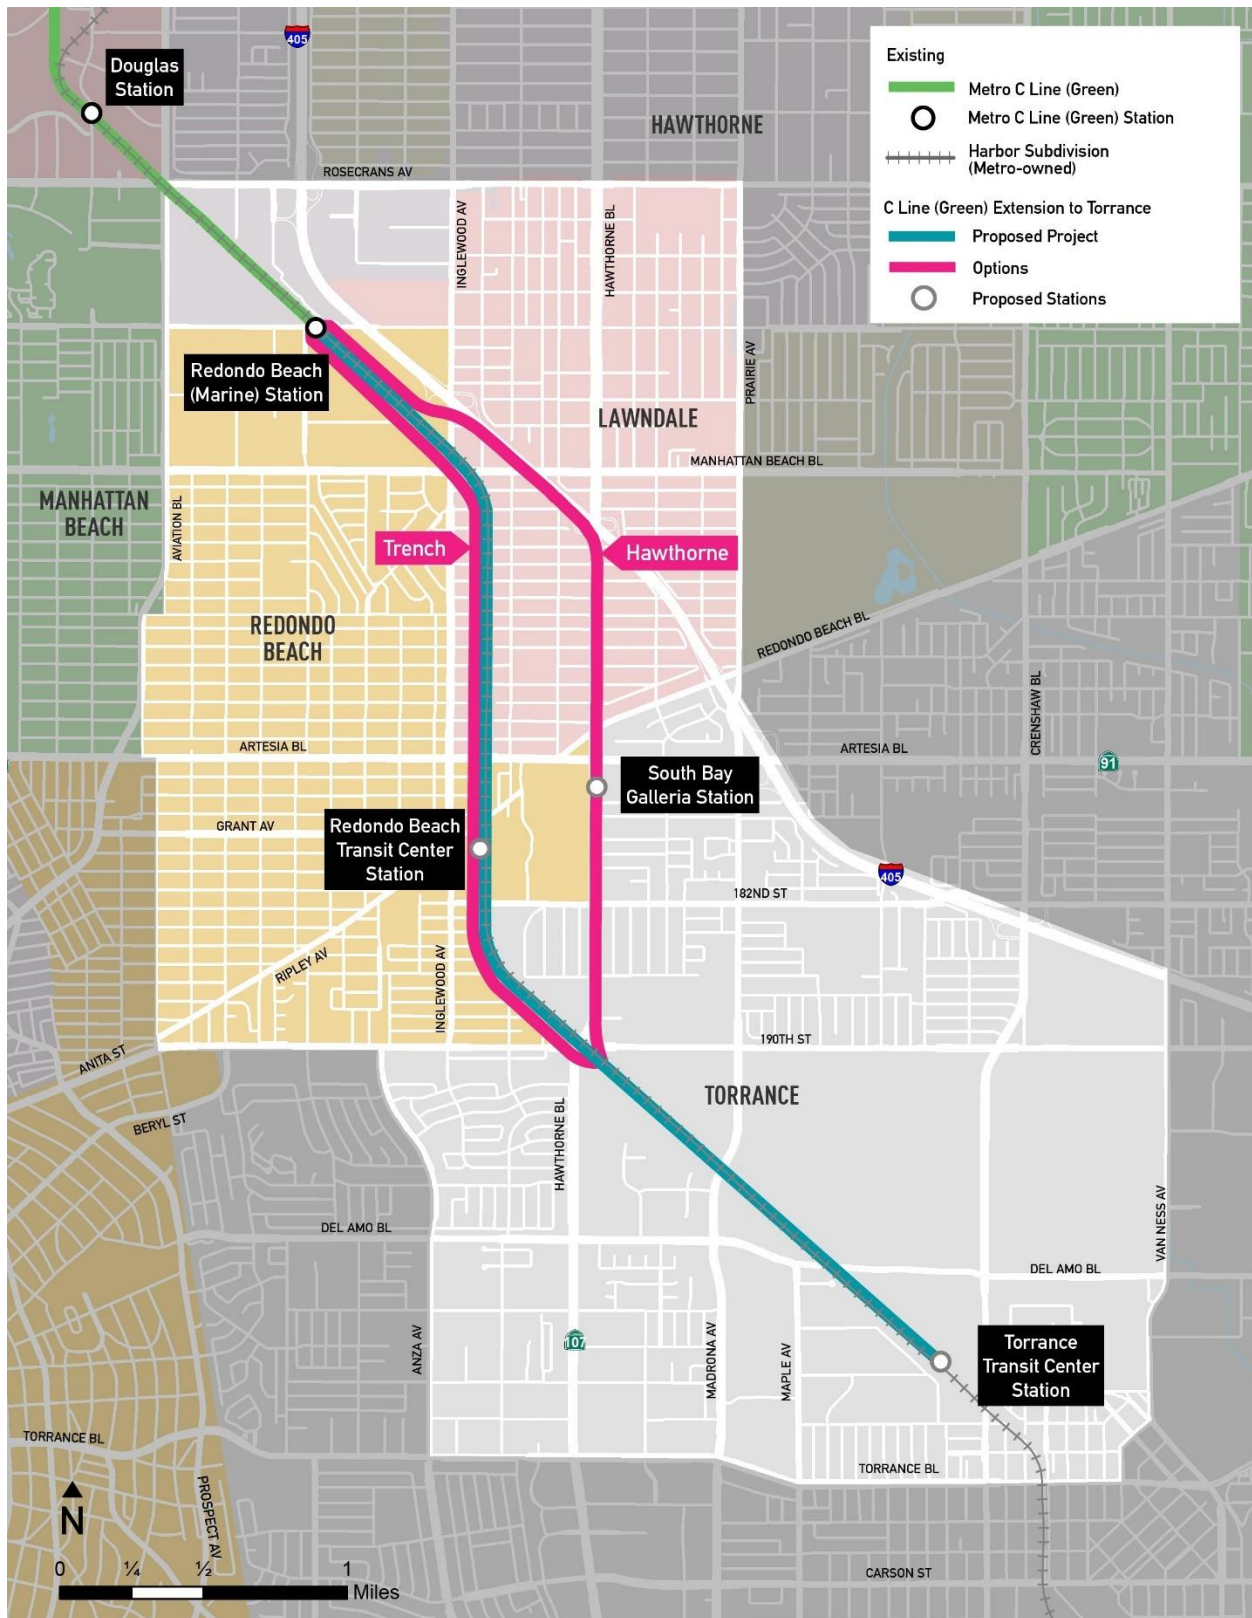 405
Douglas
Station
HAWTHORNE
ROSECRANS AV
INGLEWOOD AV
HAWTHORNE BL
Existing
Metro C Line (Green)
Metro C Line (Green) Station
Harbor Subdivision
(Metro-owned)
C Line (Green) Extension to Torrance
Proposed Project
Options
Proposed Stations
Redondo Beach
(Marine) Station
PRAIRIE AV
LAWNDALE
MANHATTAN BEACH BL
MANHATTAN
BEACH
AVIATION BL
Trench
Hawthorne
REDONDO
BEACH
REDONDO BEACH BL
CRENSHAW BL
ARTESIA BL
ARTESIA BL
91
South Bay
Galleria Station
GRANT AV
Redondo Beach
Transit Center
Station
405
182ND ST
RIPLEY AV
INGLEWOOD AV
190TH ST
ANITA ST
BERYL ST
TORRANCE
HAWTHORNE BL
VAN NESS AV
DEL AMO BL
DEL AMO BL
107
ANZA AV
MADRONA AV
MAPLE AV
Torrance
Transit Center
Station
TORRANCE BL
TORRANCE BL
PROSPECT AV
N
0 ¼ ½ 1
Miles
CARSON ST